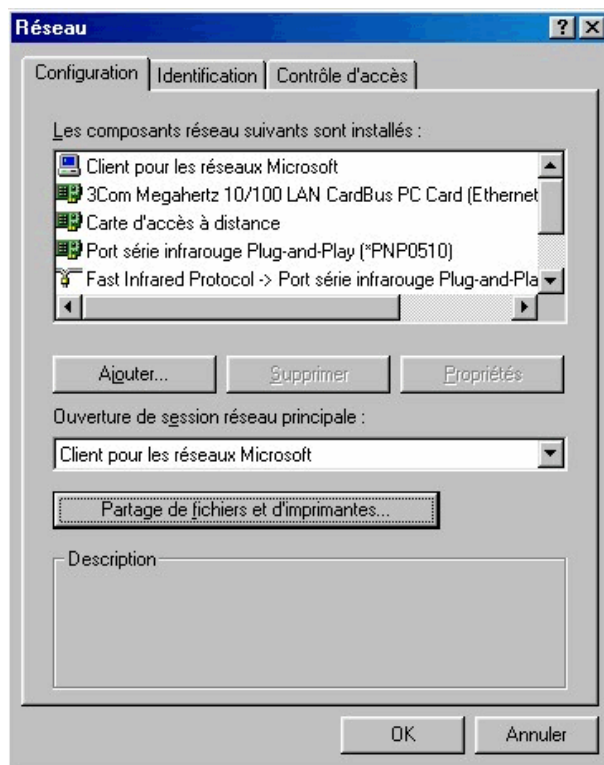 Réseau
Configuration Identification Contrôle d'accès
Les composants réseau suivants sont installés :
Client pour les réseaux Microsoft
3Com Megahertz 10/100 LAN CardBus PC Card (Ethernet
Carte d'accès à distance
Port série infrarouge Plug-and-Play (*PNP0510)
Fast Infrared Protocol -> Port série infrarouge Plug-and-Pla
Ajouter... Supprimer Propriétés
Ouverture de session réseau principale :
Client pour les réseaux Microsoft
Partage de fichiers et d'imprimantes...
Description
OK Annuler